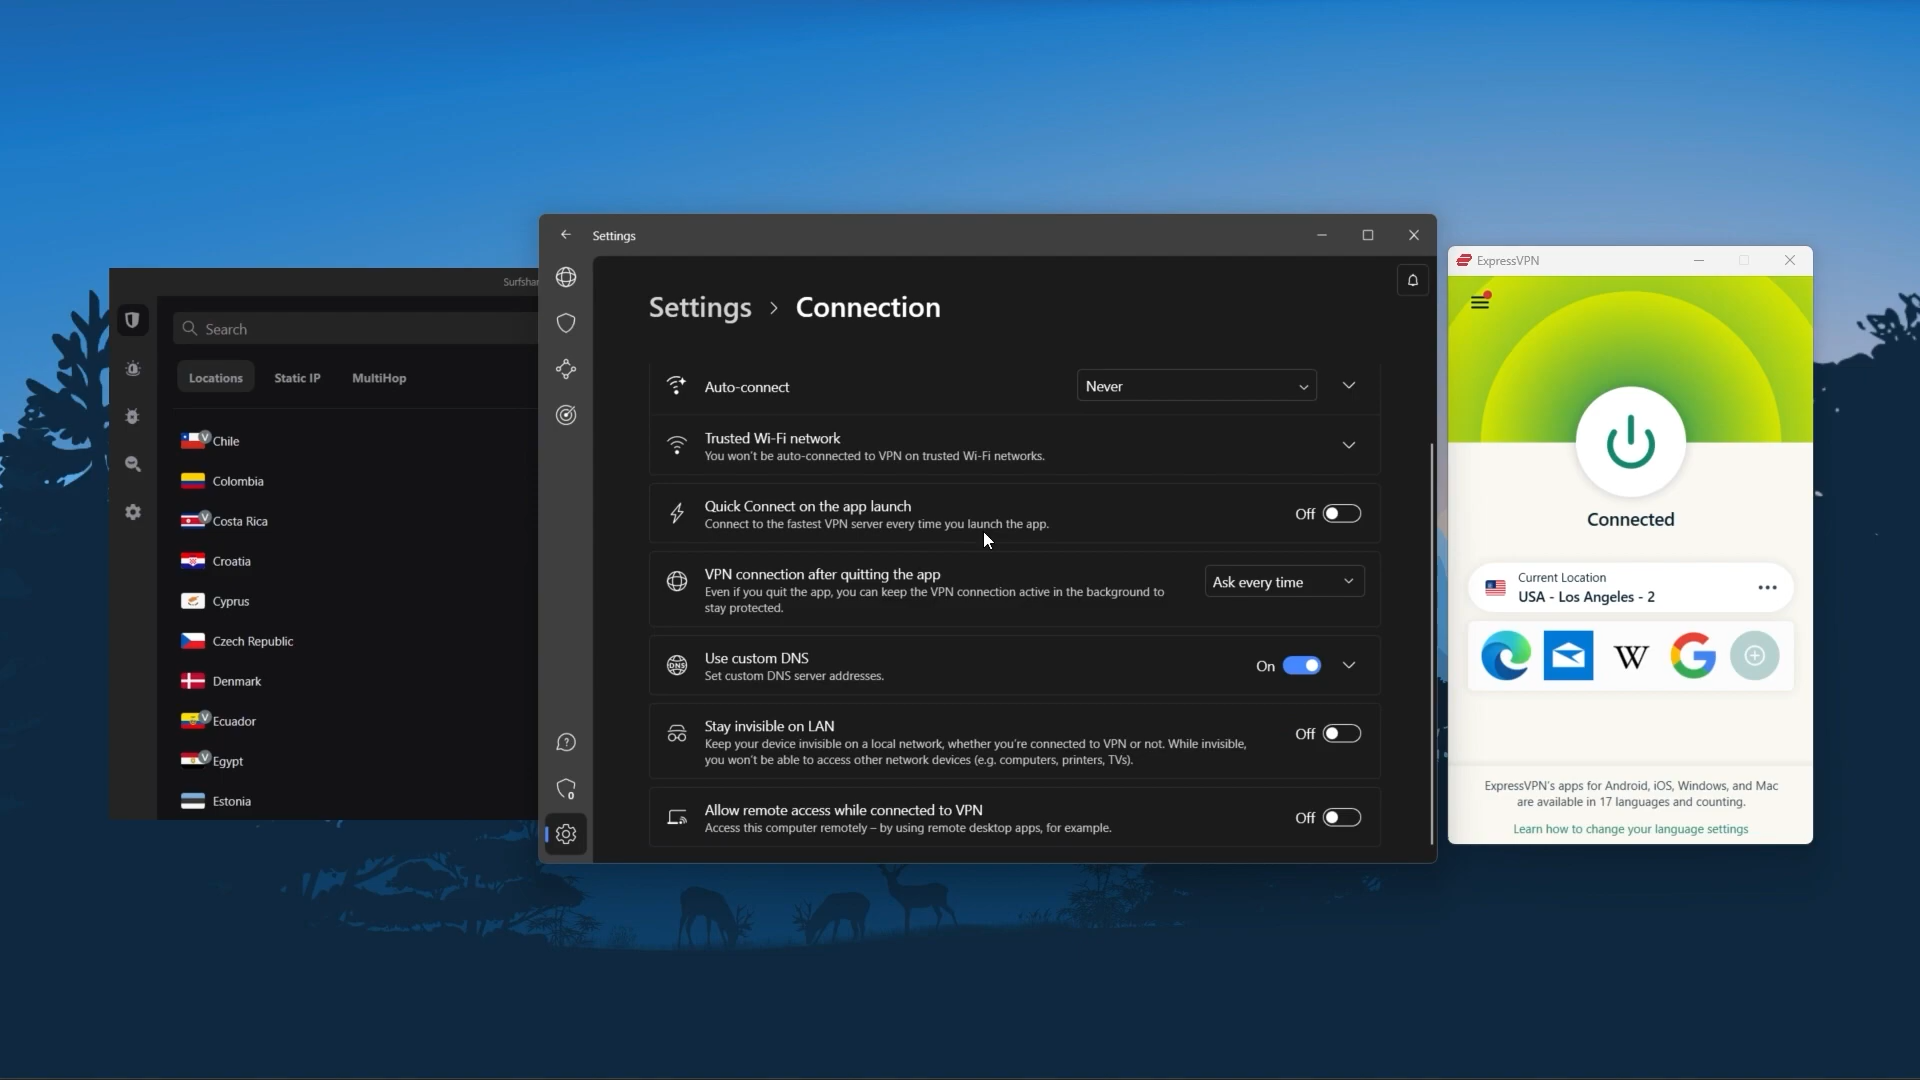 Surfshar
Search
Locations
Static IP
MultiHop
V
Chile
Colombia
V
Costa Rica
Croatia
Cyprus
Czech Republic
Denmark
V
Ecuador
V
Egypt
Estonia
Settings
Settings > Connection
Auto-connect
Never
Trusted Wi-Fi network
You won't be auto-connected to VPN on trusted Wi-Fi networks.
Quick Connect on the app launch
Connect to the fastest VPN server every time you launch the app.
Off
VPN connection after quitting the app
Even if you quit the app, you can keep the VPN connection active in the background to
stay protected.
Ask every time
DNS
Use custom DNS
Set custom DNS server addresses.
On
Stay invisible on LAN
Keep your device invisible on a local network, whether you're connected to VPN or not. While invisible,
you won't be able to access other network devices (e.g. computers, printers, TVs).
Off
Allow remote access while connected to VPN
Access this computer remotely – by using remote desktop apps, for example.
Off
0
ExpressVPN
Connected
Current Location
USA - Los Angeles - 2
W
G
ExpressVPN's apps for Android, iOS, Windows, and Mac
are available in 17 languages and counting.
Learn how to change your language settings